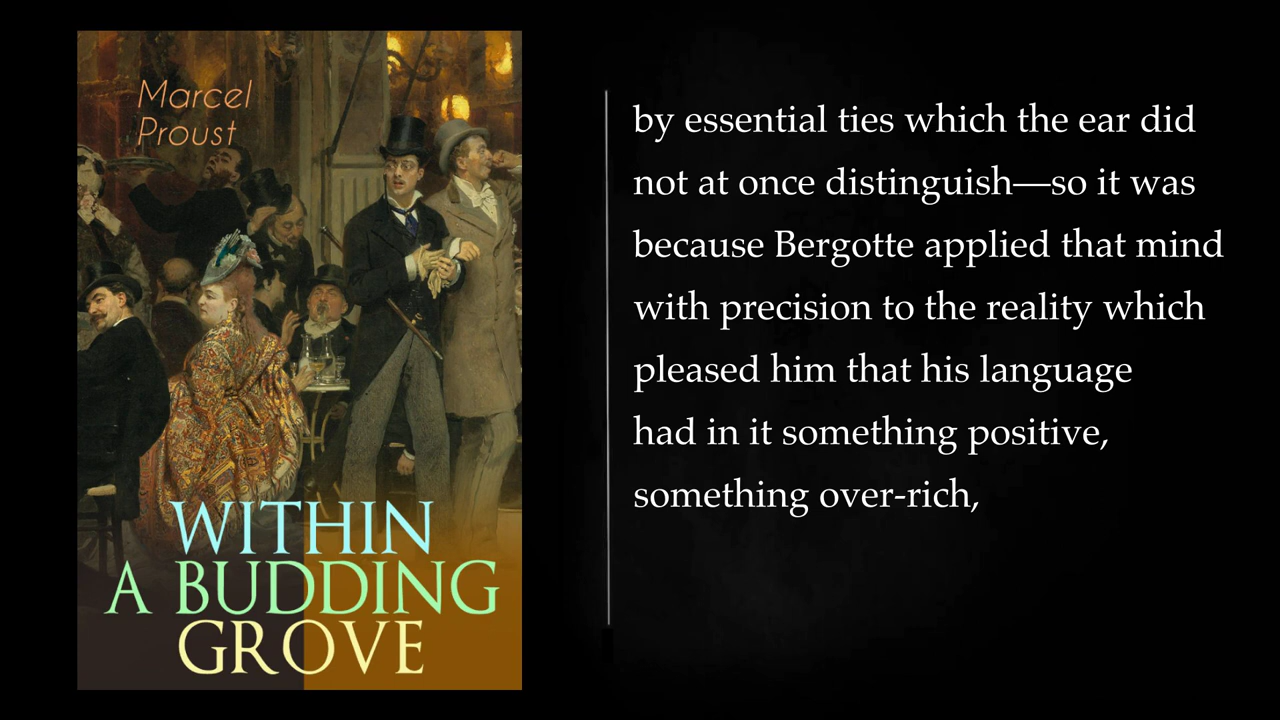 Marcel
Proust
WITHIN
A BUDDING
GROVE
by essential ties which the ear did
not at once distinguish—so it was
because Bergotte applied that mind
with precision to the reality which
pleased him that his language
had in it something positive,
something over-rich,